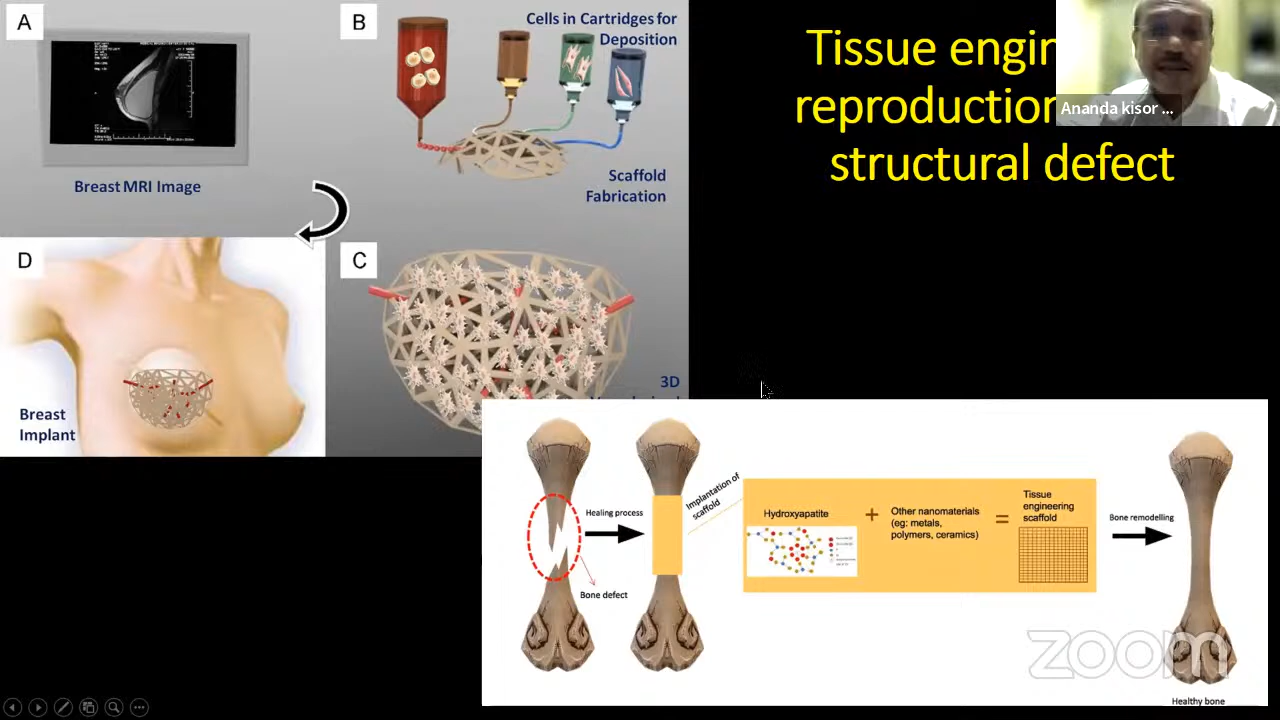 A
Breast MRI Image
B
Cells in Cartridges for
Deposition
Scaffold
Fabrication
Tissue engin
reproduction
structural defect
Ananda kisor ...
D
Breast
Implant
C
3D
Healing process
Bone defect
Implantation of
scaffold
Hydroxyapatite
+
Other nanomaterials
(eg: metals,
polymers, ceramics)
=
Tissue
engineering
scaffold
Bone remodelling
zoom
Healthy bone